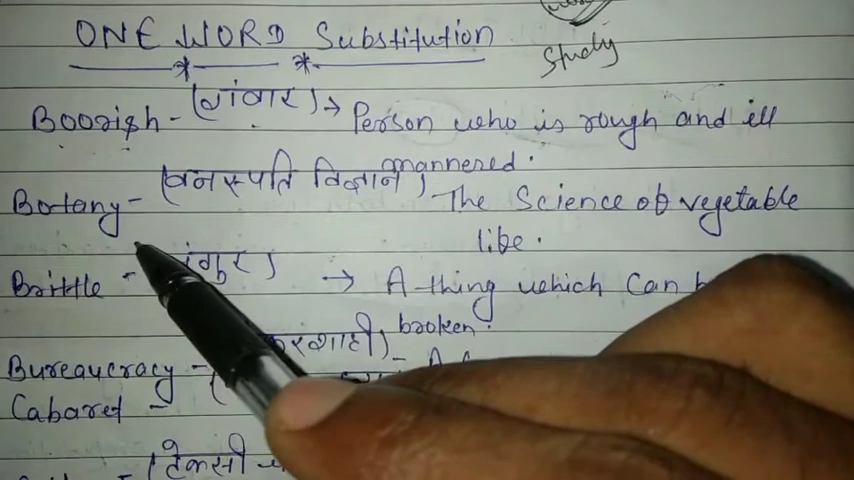 ONE WORD Substitution
Study
Boorish - (गांवार) → Person who is rough and ill
mannered.
Botany - (वनस्पति विज्ञान) The Science of vegetable
life.
Brittle - → A thing which can
broken.
Bureaucracy -
Cabaret -
(टैक्सी